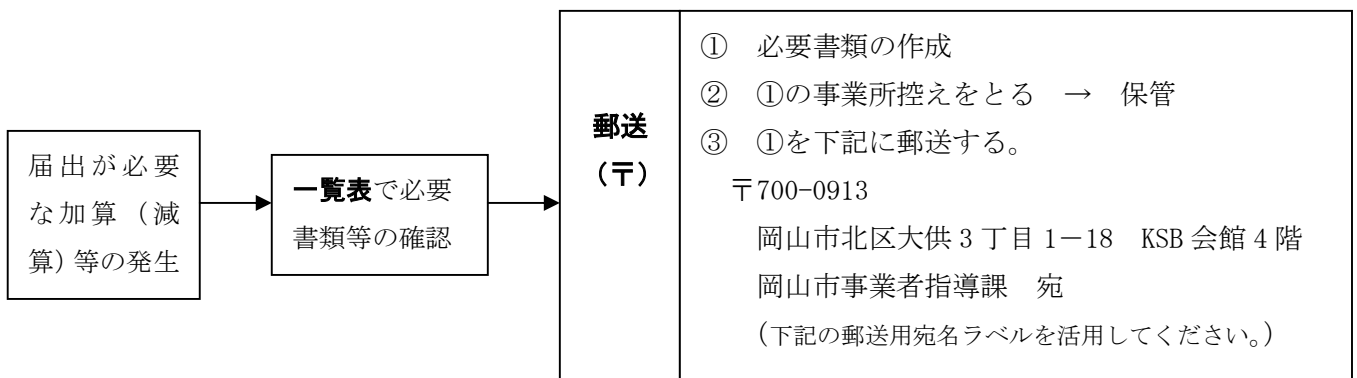 届出が必要
な加算（減
算）等の発生
一覧表で必要
書類等の確認
郵送
（〒）
①　必要書類の作成
②　①の事業所控えをとる　→　保管
③　①を下記に郵送する。
〒700-0913
岡山市北区大供３丁目１－18　KSB会館４階
岡山市事業者指導課　宛
（下記の郵送用宛名ラベルを活用してください。）